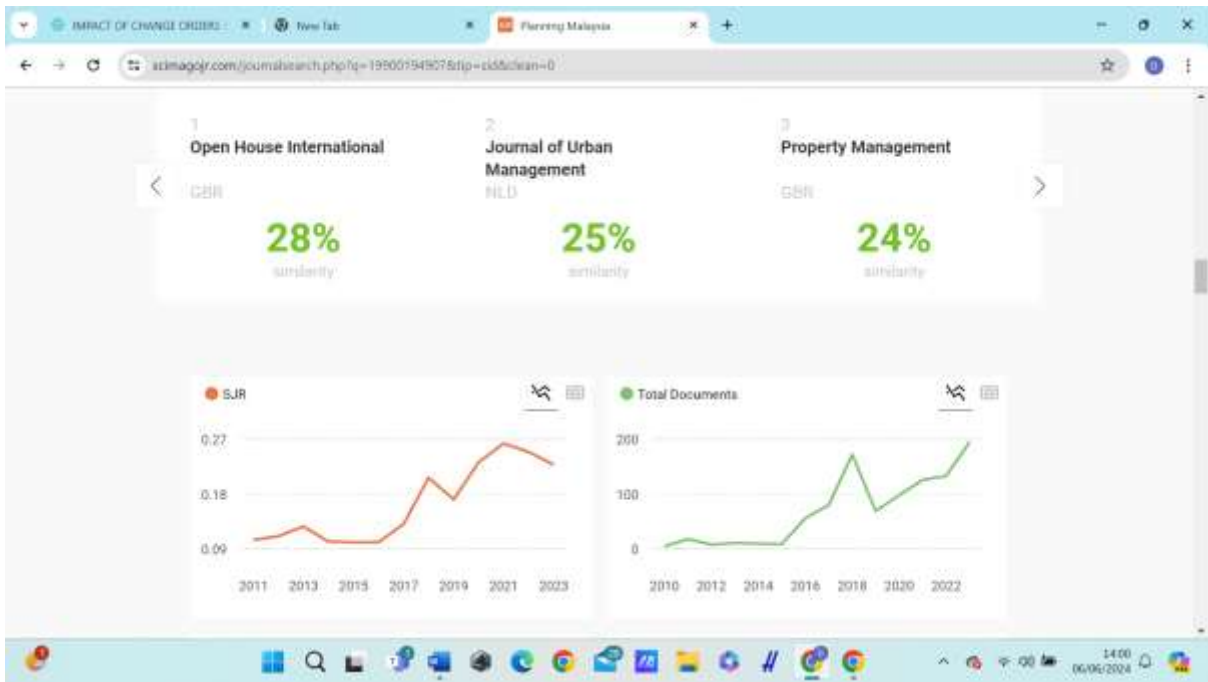 IMPACT OF CHANGE ORDERS
New Tab
Planning Malaysia
scimagojr.com/journalsearch.php?q=19900194907&tip=sid&clean=0
1
Open House International
GBR
28%
similarity
2
Journal of Urban
Management
NLD
25%
similarity
3
Property Management
GBR
24%
similarity
SJR
0.27
0.18
0.09
2011 2013 2015 2017 2019 2021 2023
Total Documents
200
100
0
2010 2012 2014 2016 2018 2020 2022
14:00
06/06/2024